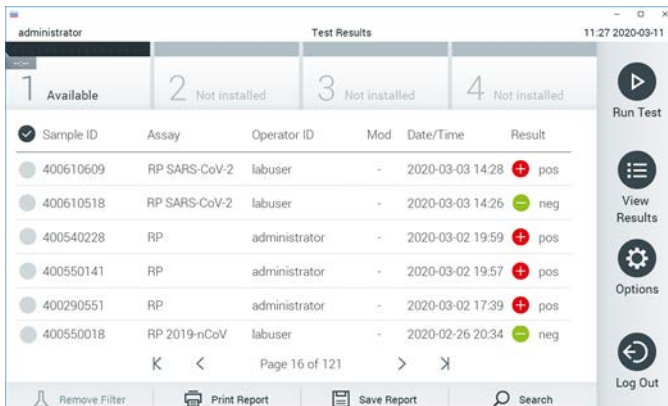 administrator Test Results 11:27 2020-03-11
1 Available 2 Not installed 3 Not installed 4 Not installed
Run Test
Sample ID Assay Operator ID Mod Date/Time Result
400610609 RP SARS-CoV-2 labuser - 2020-03-03 14:28 pos
400610518 RP SARS-CoV-2 labuser - 2020-03-03 14:26 neg
View Results
400540228 RP administrator - 2020-03-02 19:59 pos
400550141 RP administrator - 2020-03-02 19:57 pos
Options
400290551 RP administrator - 2020-03-02 17:39 pos
400550018 RP 2019-nCoV labuser - 2020-02-26 20:34 neg
Page 16 of 121
Log Out
Remove Filter Print Report Save Report Search